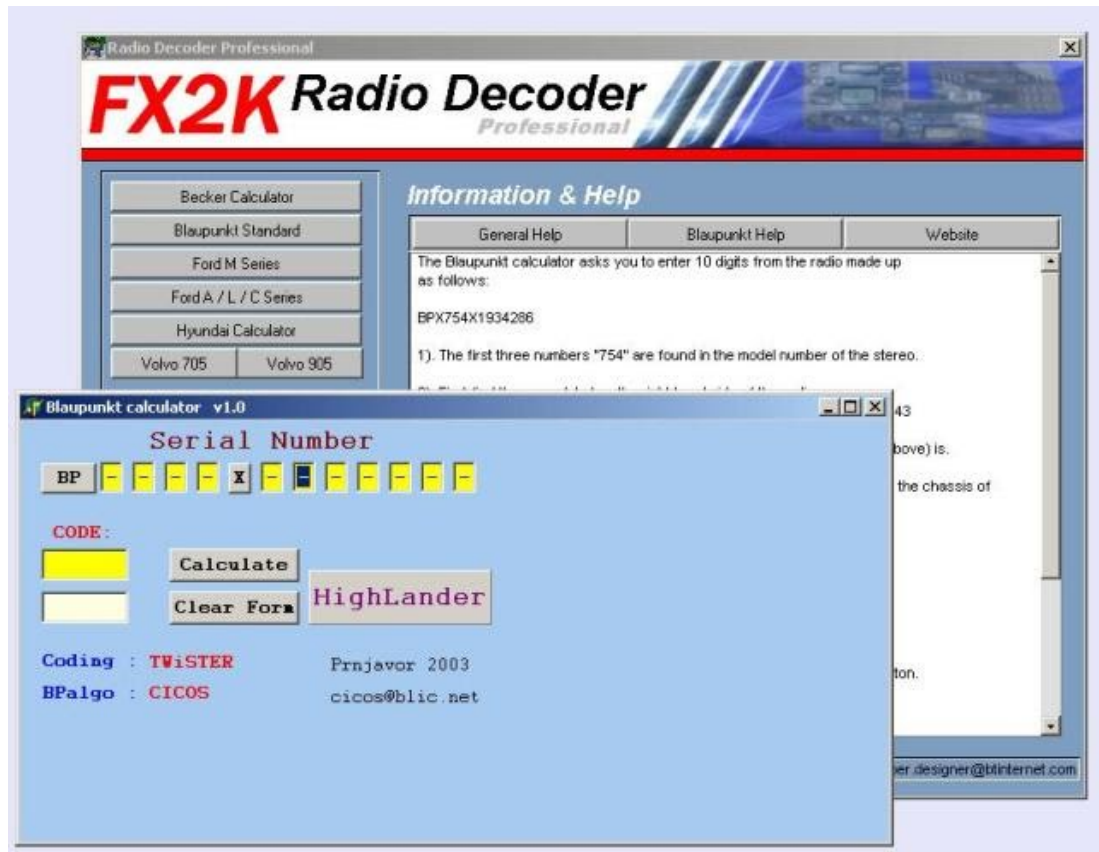 Radio Decoder Professional
FX2K Radio Decoder
Professional
Becker Calculator
Blaupunkt Standard
Ford M Series
Ford A / L / C Series
Hyundai Calculator
Volvo 705 Volvo 905
Information & Help
General Help Blaupunkt Help Website
The Blaupunkt calculator asks you to enter 10 digits from the radio made up
as follows:
BPX754X1934286
1). The first three numbers "754" are found in the model number of the stereo.
43
bove) is.
the chassis of
ton.
er.designer@btinternet.com
Blaupunkt calculator v1.0
Serial Number
BP - - - - X - - - - - - -
CODE:
Calculate
Clear Form
HighLander
Coding : TWiSTER Prnjavor 2003
BPalgo : CICOS cicos@blic.net